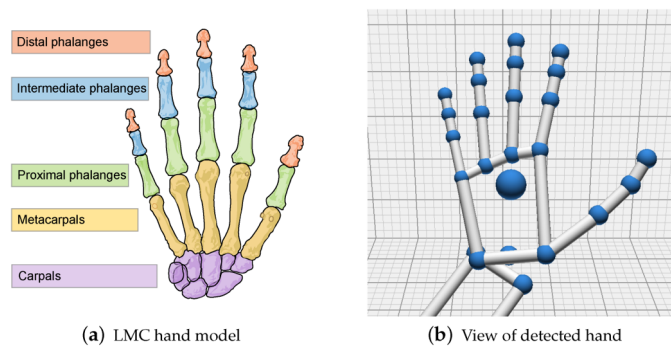 Distal phalanges
Intermediate phalanges
Proximal phalanges
Metacarpals
Carpals
(a) LMC hand model
(b) View of detected hand